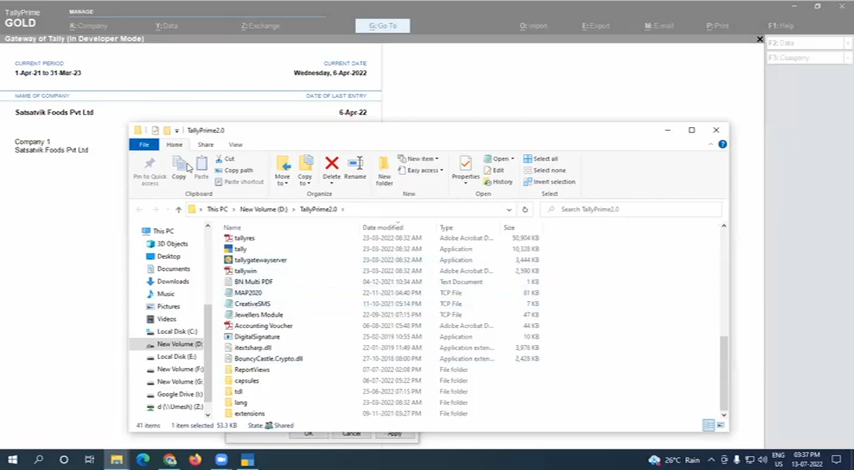 TallyPrime
GOLD
MANAGE
K: Company
Y: Data
Z: Exchange
G: Go To
O: Import
E: Export
M: E-mail
P: Print
F1: Help
Gateway of Tally (In Developer Mode)
F2: Data
F3: Company
CURRENT PERIOD
CURRENT DATE
1-Apr-21 to 31-Mar-23
Wednesday, 6-Apr-2022
NAME OF COMPANY
DATE OF LAST ENTRY
Satsatvik Foods Pvt Ltd
6-Apr-22
Company 1
Satsatvik Foods Pvt Ltd
TallyPrime2.0
File Home Share View
Pin to Quick access
Copy
Paste
Cut
Copy path
Paste shortcut
Move to
Copy to
Delete
Rename
New folder
New item
Easy access
Properties
Open
Edit
History
Select all
Select none
Invert selection
Clipboard
Organize
New
Open
Select
This PC > New Volume (D:) > TallyPrime2.0 >
Search TallyPrime2.0
This PC
3D Objects
Desktop
Documents
Downloads
Music
Pictures
Videos
Local Disk (C:)
New Volume (D:
Local Disk (E:)
New Volume (F:)
New Volume (G:
Google Drive (
d (\\Umesh) (Z:)
Name Date modified Type Size
tallyres 23-03-2022 08:32 AM Adobe Acrobat D... 50,904 KB
tally 23-03-2022 08:32 AM Application 10,328 KB
tallygatewayserver 23-03-2022 08:32 AM Application 3,444 KB
tallywin 23-03-2022 08:32 AM Adobe Acrobat D... 2,590 KB
BN Multi PDF 04-12-2021 10:34 AM Text Document 1 KB
MAP2020 22-11-2021 04:40 PM TCP File 81 KB
CreativeSMS 11-10-2021 05:14 PM TCP File 7 KB
Jewellers Module 22-09-2021 07:15 PM TCP File 47 KB
Accounting Voucher 06-08-2021 05:48 PM Adobe Acrobat D... 44 KB
DigitalSignature 25-02-2019 10:55 AM Application 10 KB
itextsharp.dll 22-01-2019 11:49 AM Application exten... 3,976 KB
BouncyCastle.Crypto.dll 27-10-2018 08:00 PM Application exten... 2,428 KB
ReportViews 07-07-2022 02:08 PM File folder
capsules 06-07-2022 05:22 PM File folder
tdl 25-06-2022 07:15 PM File folder
lang 23-03-2022 08:32 AM File folder
extensions 09-11-2021 03:27 PM File folder
41 items 1 item selected 53.3 KB State: Shared
OK Cancel Apply
26°C Rain
ENG
US
03:37 PM
13-07-2022